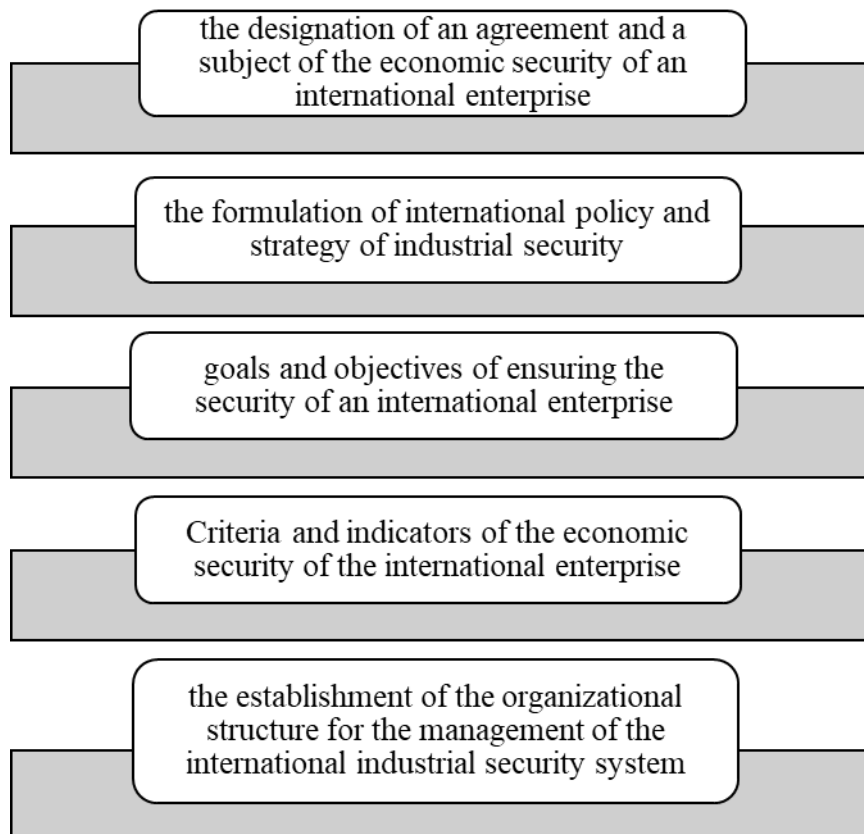 the designation of an agreement and a
subject of the economic security of an
international enterprise
the formulation of international policy and
strategy of industrial security
goals and objectives of ensuring the
security of an international enterprise
Criteria and indicators of the economic
security of the international enterprise
the establishment of the organizational
structure for the management of the
international industrial security system